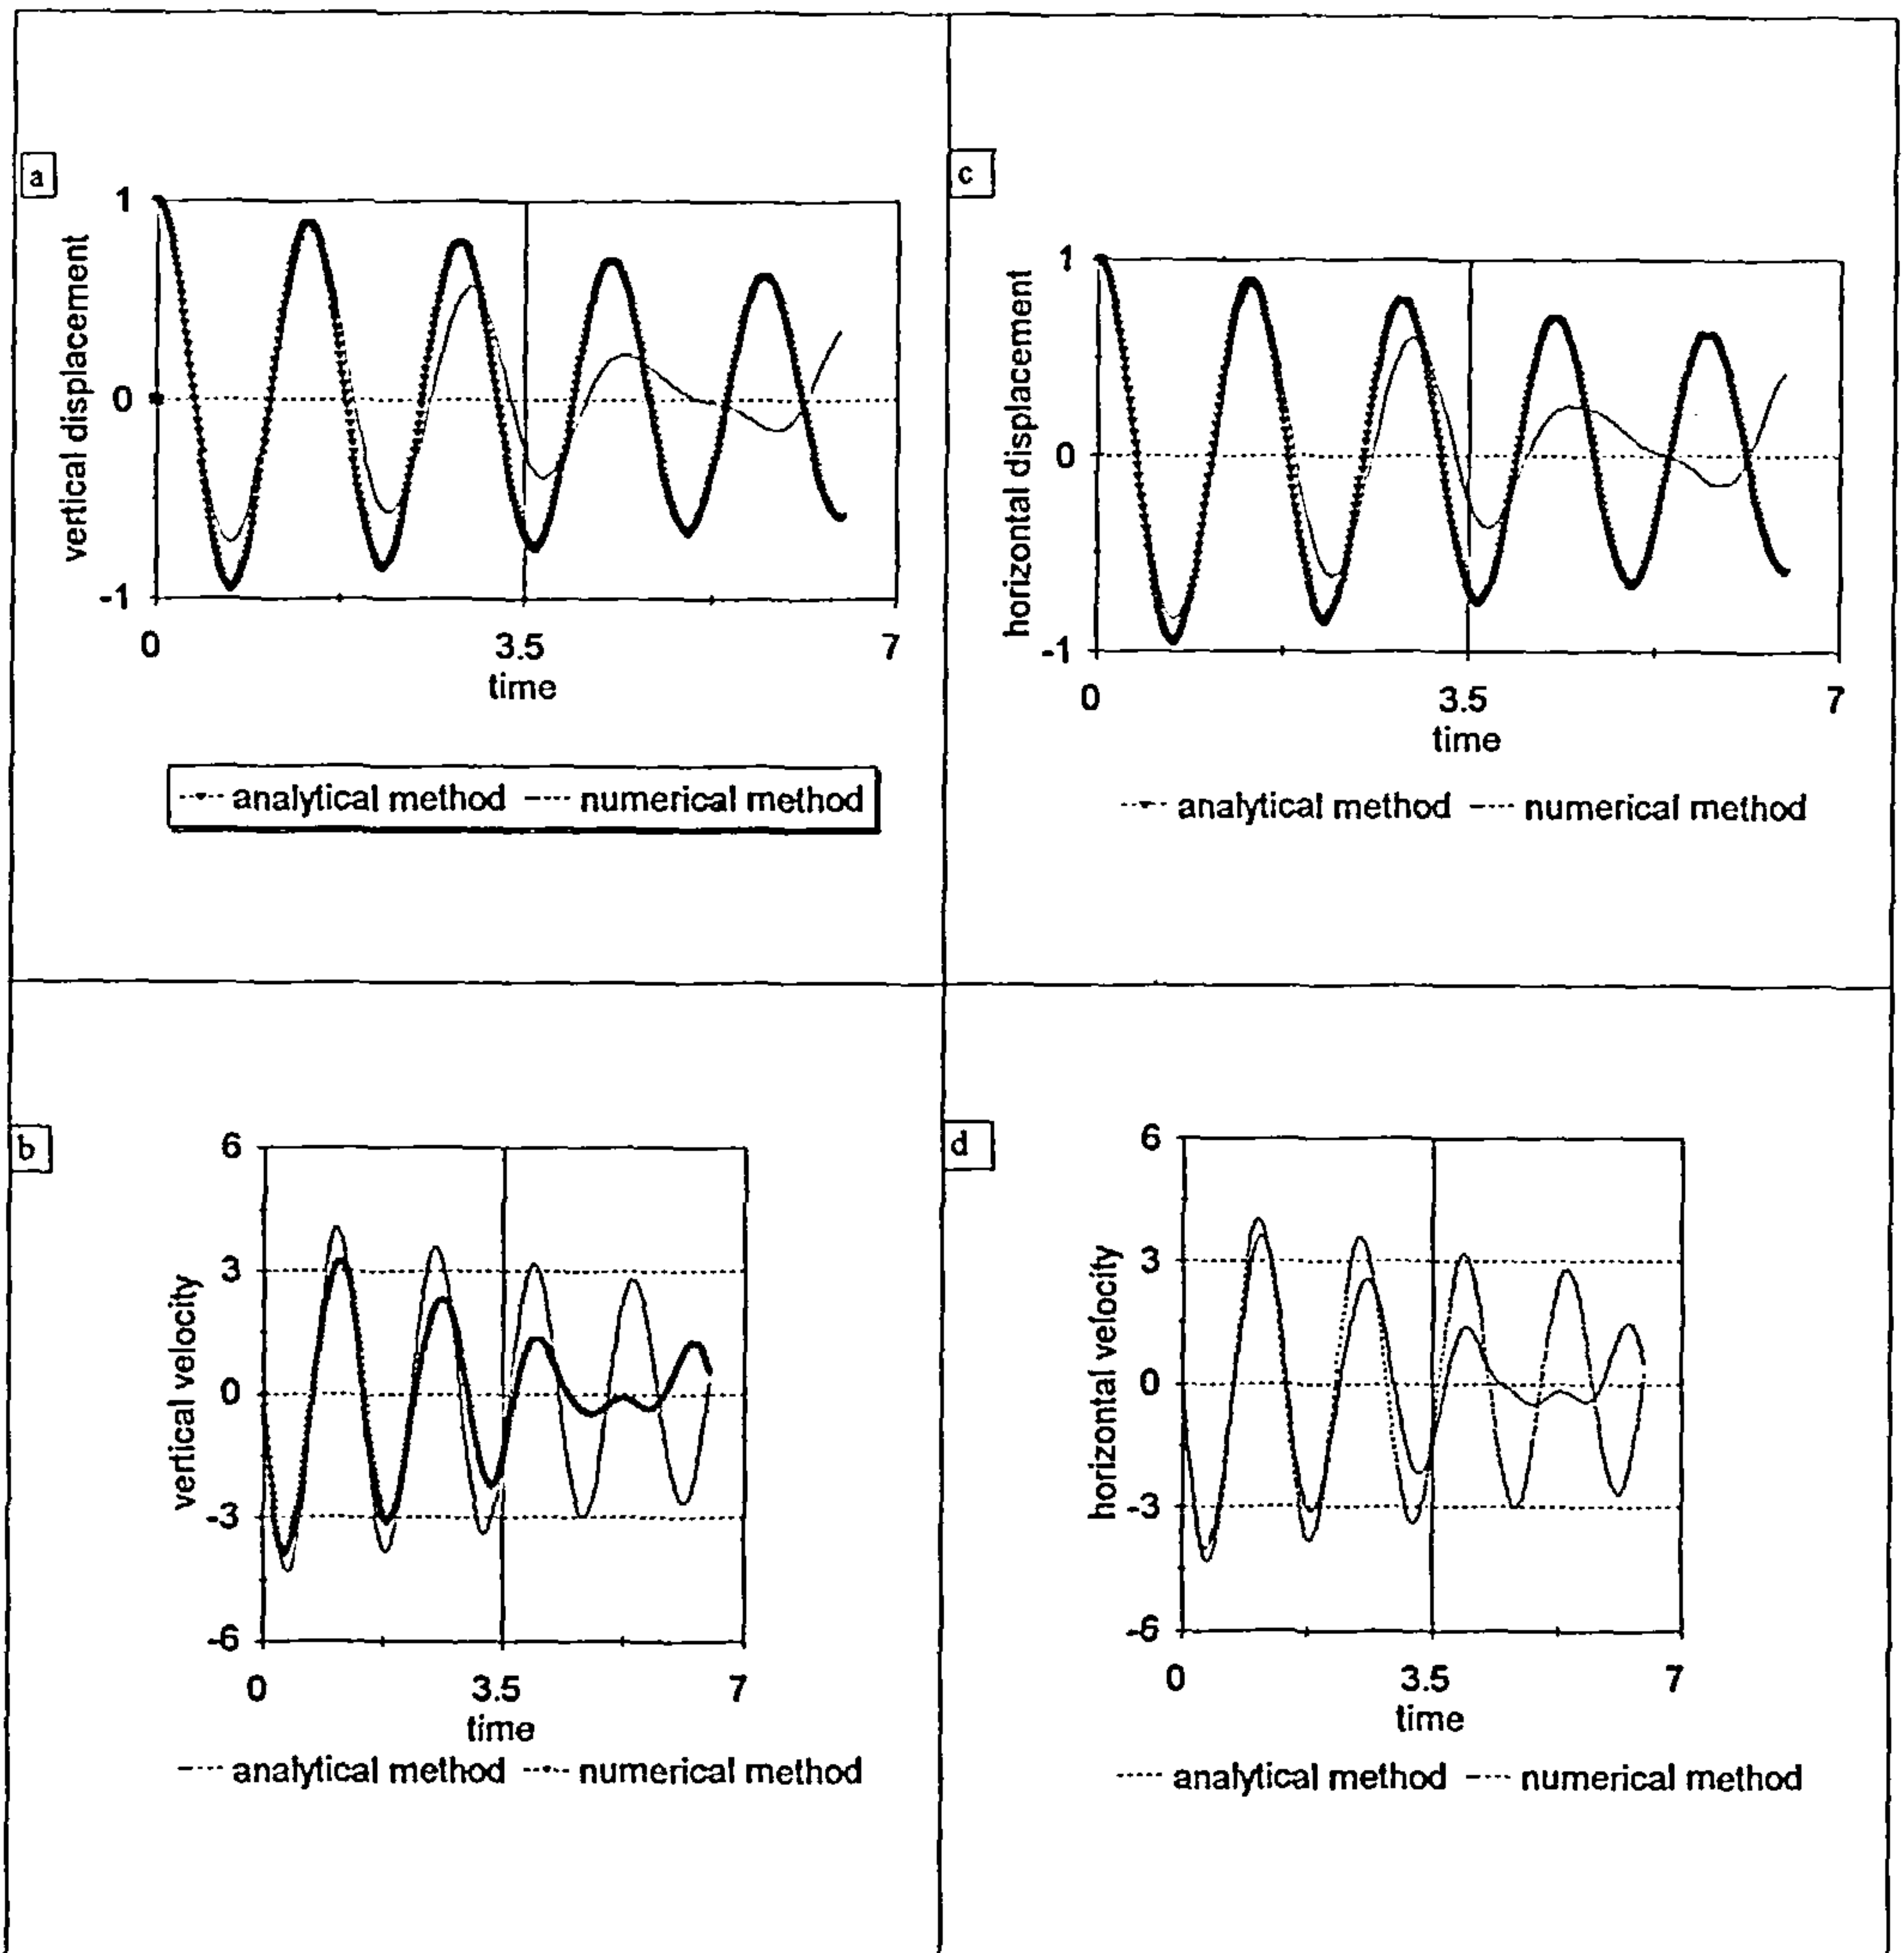 a
1
0
-1
vertical displacement
0
3.5
7
time
analytical method
numerical method
c
1
0
-1
horizontal displacement
0
3.5
7
time
analytical method
numerical method
b
6
3
0
-3
-6
vertical velocity
0
3.5
7
time
analytical method
numerical method
d
6
3
0
-3
-6
horizontal velocity
0
3.5
7
time
analytical method
numerical method